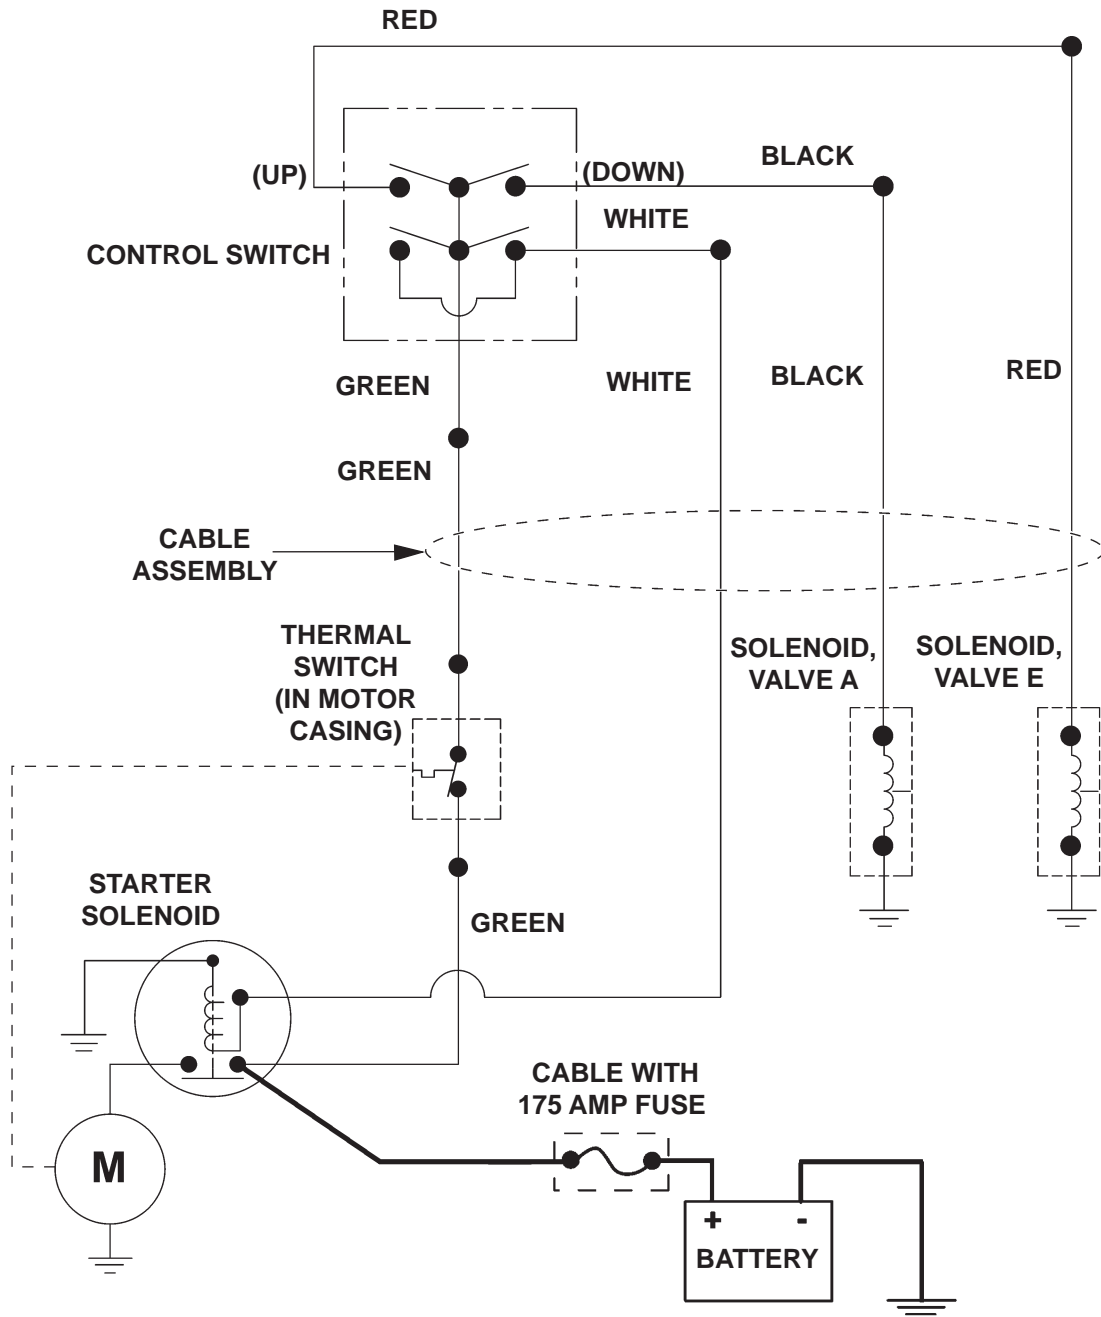 RED
(UP)
(DOWN)
BLACK
WHITE
CONTROL SWITCH
GREEN
WHITE
BLACK
RED
GREEN
CABLE
ASSEMBLY
THERMAL
SWITCH
(IN MOTOR
CASING)
SOLENOID,
VALVE A
SOLENOID,
VALVE E
STARTER
SOLENOID
GREEN
CABLE WITH
175 AMP FUSE
M
+ -
BATTERY